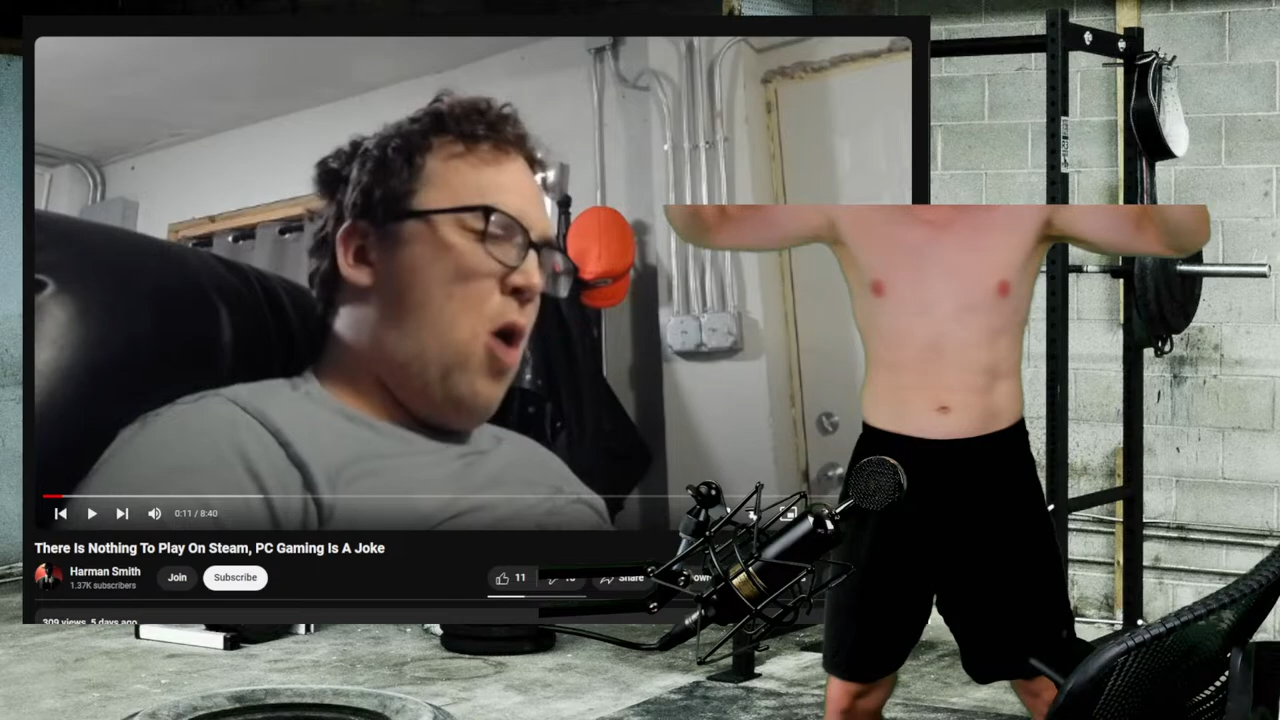 0:11 / 8:40
There Is Nothing To Play On Steam, PC Gaming Is A Joke
Harman Smith
1.37K subscribers
Join
Subscribe
11
Share
309 views 5 days ago